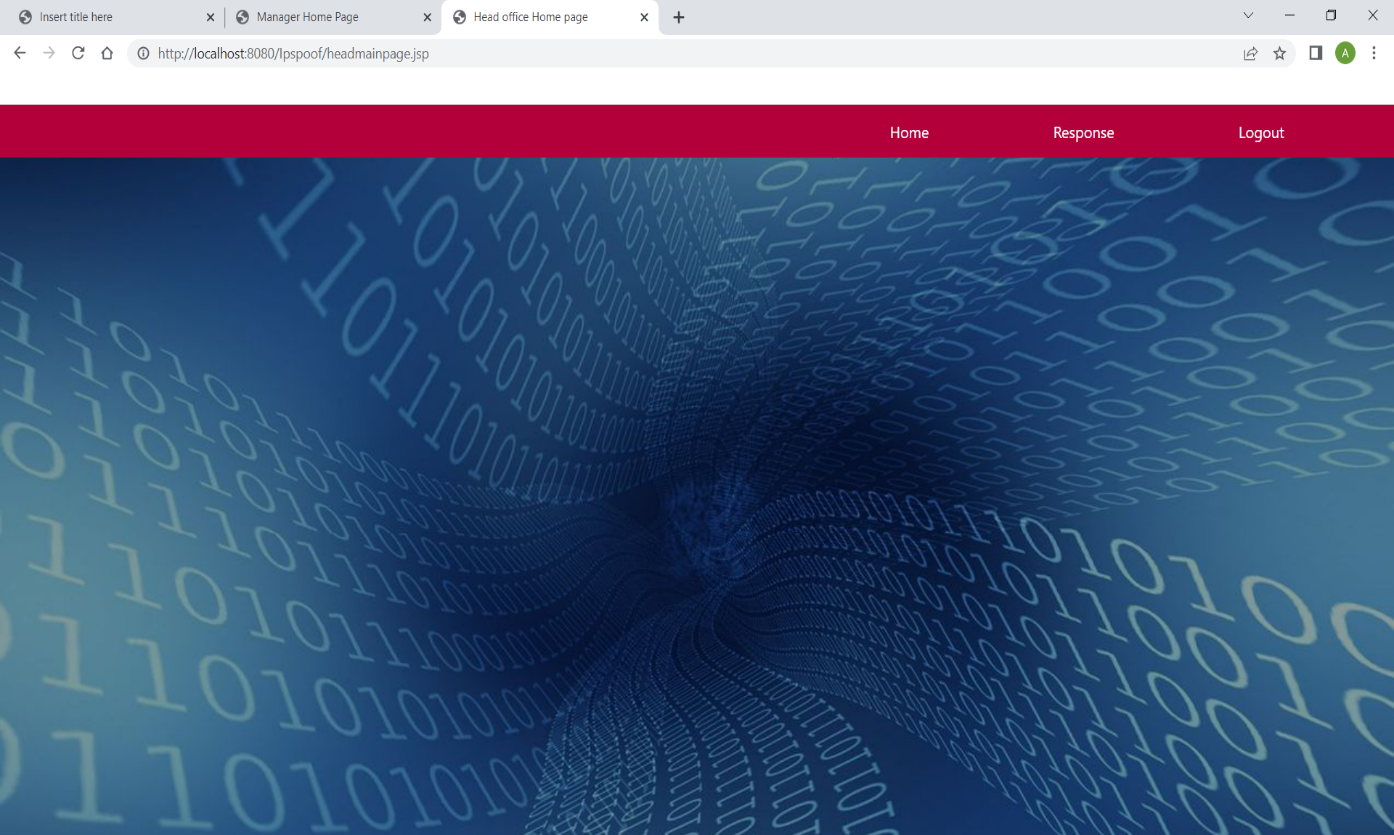 Insert title here
Manager Home Page
Head office Home page
http://localhost:8080/Ipspoof/headmainpage.jsp
A
Home
Response
Logout